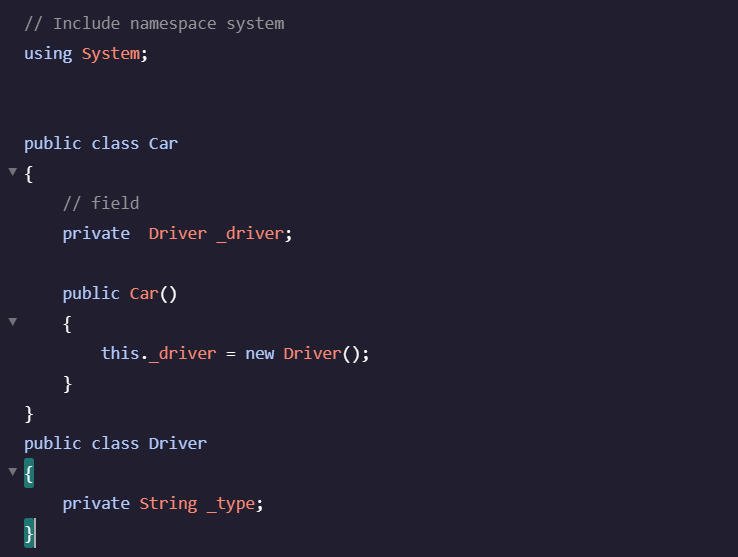 // Include namespace system
using System;
public class Car
{
// field
private  Driver _driver;
public Car()
{
this._driver = new Driver();
}
}
public class Driver
{
private String _type;
}